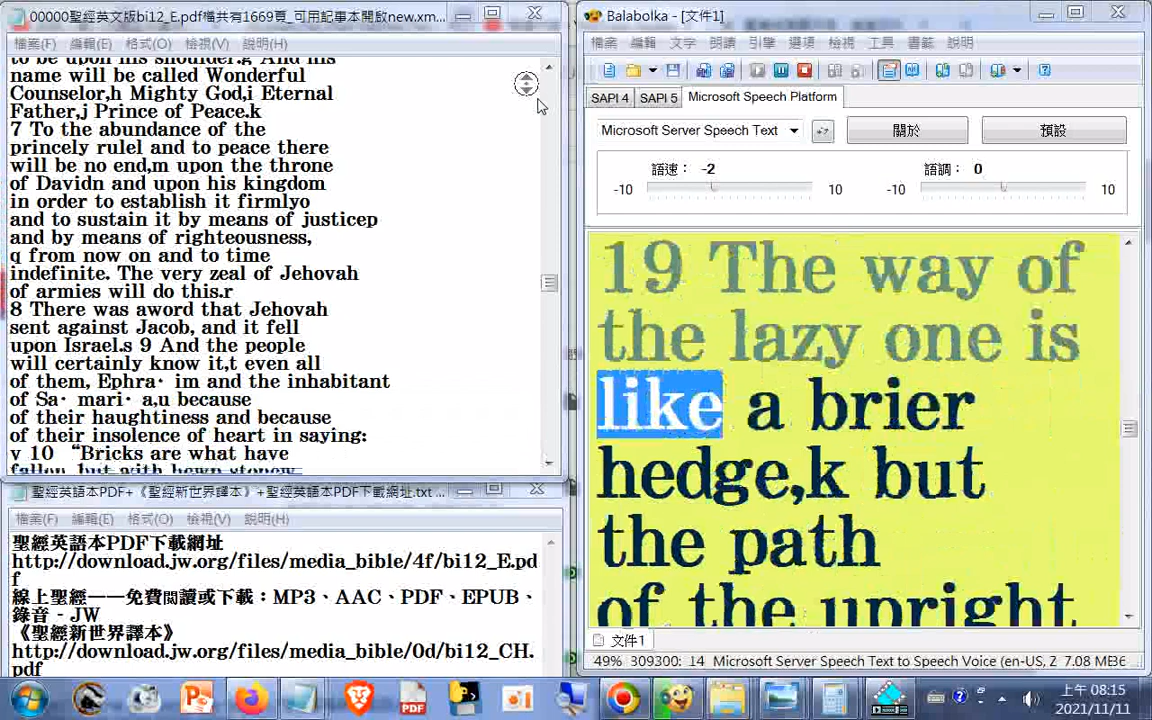 00000聖經英文版bi12_E.pdf檔共有1669頁_可用記事本開啟new.xm...
檔案(F) 編輯(E) 格式(O) 檢視(V) 說明(H)
to be upon his shoulder.g And his
name will be called Wonderful
Counselor,h Mighty God,i Eternal
Father,j Prince of Peace.k
7 To the abundance of the
princely rulel and to peace there
will be no end,m upon the throne
of Davidn and upon his kingdom
in order to establish it firmlyo
and to sustain it by means of justicep
and by means of righteousness,
q from now on and to time
indefinite. The very zeal of Jehovah
of armies will do this.r
8 There was aword that Jehovah
sent against Jacob, and it fell
upon Israel.s 9 And the people
will certainly know it,t even all
of them, Ephra· im and the inhabitant
of Sa· mari· a,u because
of their haughtiness and because
of their insolence of heart in saying:
v 10 “Bricks are what have
fallen, but with hewn stonew
聖經英語本PDF+《聖經新世界譯本》+聖經英語本PDF下載網址.txt ...
檔案(F) 編輯(E) 格式(O) 檢視(V) 說明(H)
聖經英語本PDF下載網址
http://download.jw.org/files/media_bible/4f/bi12_E.pd
f
線上聖經——免費閱讀或下載：MP3、AAC、PDF、EPUB、
錄音 - JW
《聖經新世界譯本》
http://download.jw.org/files/media_bible/0d/bi12_CH.
pdf
Balabolka - [文件1]
檔案 編輯 文字 朗讀 引擎 選項 檢視 工具 書籤 說明
SAPI 4 SAPI 5 Microsoft Speech Platform
Microsoft Server Speech Text 關於 預設
語速： -2 語調： 0
-10 10 -10 10
19 The way of
the lazy one is
like a brier
hedge,k but
the path
of the upright
文件1
49% 309300: 14 Microsoft Server Speech Text to Speech Voice (en-US, Z 7.08 MB
上午 08:15
2021/11/11